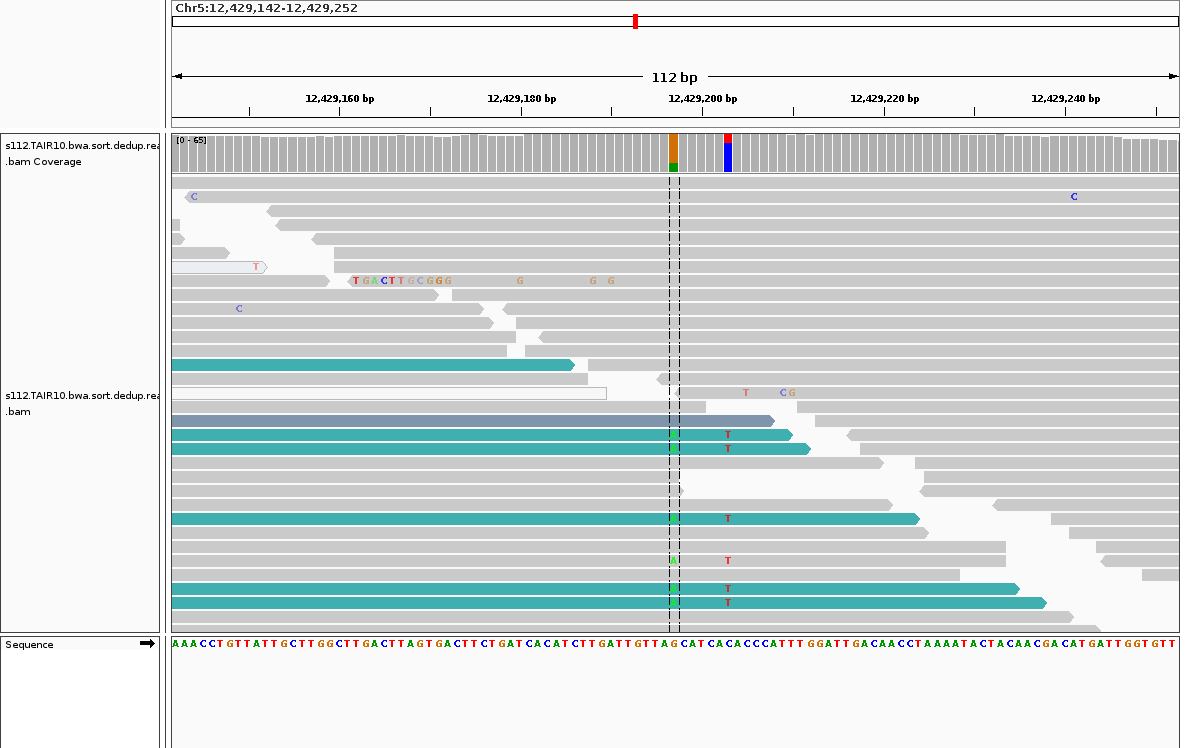 Chr5:12,429,142-12,429,252
112 bp
12,429,160 bp 12,429,180 bp 12,429,200 bp 12,429,220 bp 12,429,240 bp
s112.TAIR10.bwa.sort.dedup.rea
.bam Coverage
[0 - 65]
C C
T
T G A C T T G C G G G G G G
C
s112.TAIR10.bwa.sort.dedup.rea
.bam
T C G
A T
A T
A T
A T
A T
A T
Sequence
AAACCTGTTATTGCTTGGCTTGACTTAGTGACTTCTGATCACATCTTGATTGTTAGCATCACACCCATTTGGATTGACAACCTAAAATACTACAACGACATGATTGGTGTT